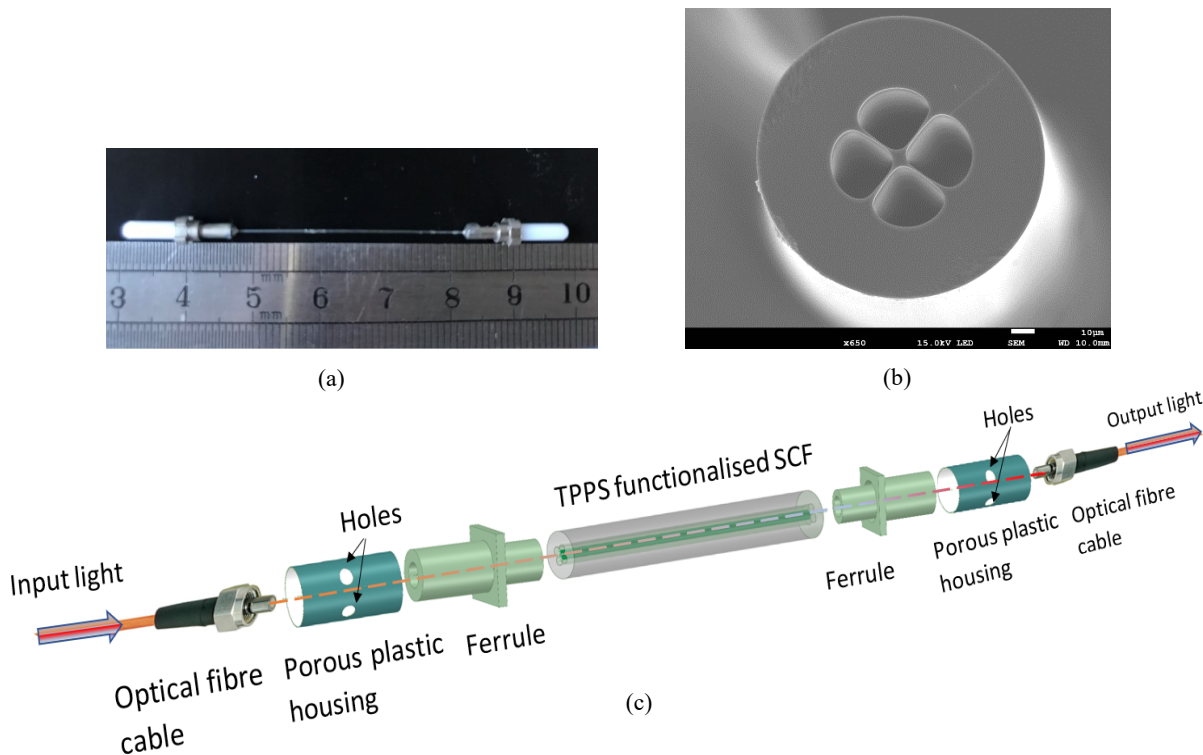 mm
3 4 5 6 7 8 9 10
mm
10µm
x650 15.0kV LED SEM WD 10.0mm
(a)
(b)
Output light
Holes
TPPS functionalised SCF
Holes
Input light
Optical fibre
cable
Porous plastic
housing
Ferrule
Ferrule
Porous plastic
housing
Optical fibre
cable
(c)